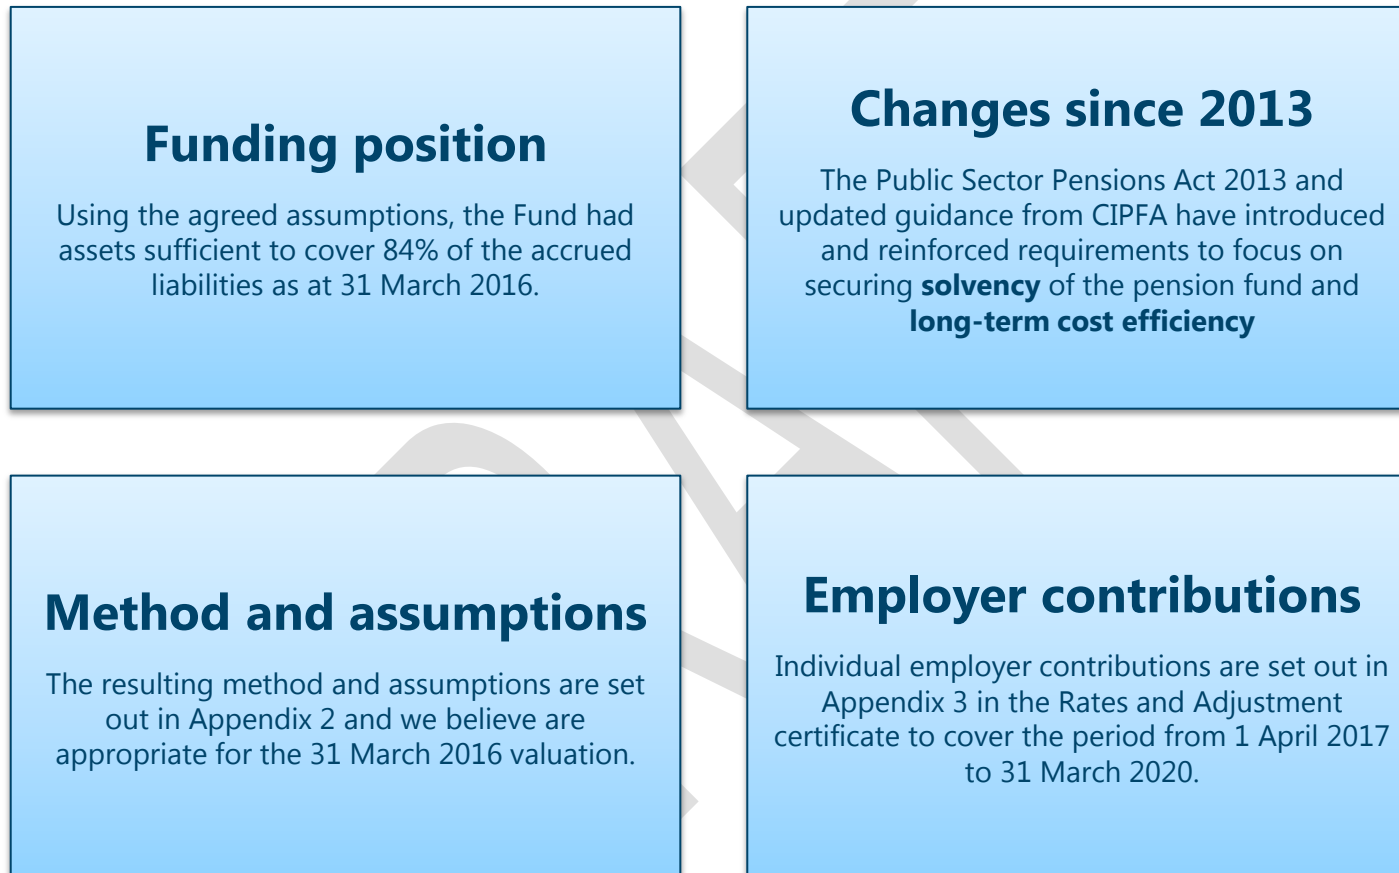 Funding position
Using the agreed assumptions, the Fund had
assets sufficient to cover 84% of the accrued
liabilities as at 31 March 2016.
Changes since 2013
The Public Sector Pensions Act 2013 and
updated guidance from CIPFA have introduced
and reinforced requirements to focus on
securing solvency of the pension fund and
long-term cost efficiency
Method and assumptions
The resulting method and assumptions are set
out in Appendix 2 and we believe are
appropriate for the 31 March 2016 valuation.
Employer contributions
Individual employer contributions are set out in
Appendix 3 in the Rates and Adjustment
certificate to cover the period from 1 April 2017
to 31 March 2020.